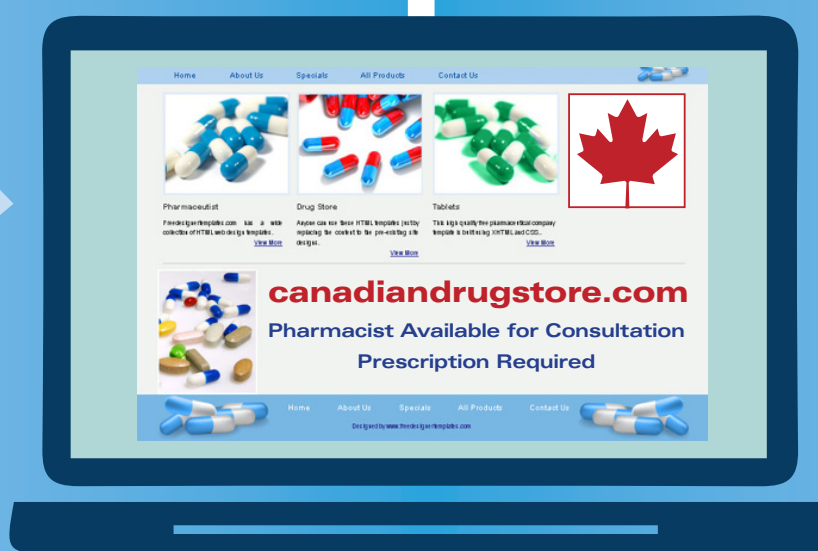 Home About Us Specials All Products Contact Us
Pharmaceutist
Freedesignertemplates.com has a wide
collection of HTML web design templates.
View More
Drug Store
Anyone can use these HTML templates just by
replacing the content to the pre-existing site
designs.
View More
Tablets
This high quality free pharmaceutical company
template is built using XHTML and CSS..
View More
canadiandrugstore.com
Pharmacist Available for Consultation
Prescription Required
Home About Us Specials All Products Contact Us
Designed by www.freedesignertemplates.com